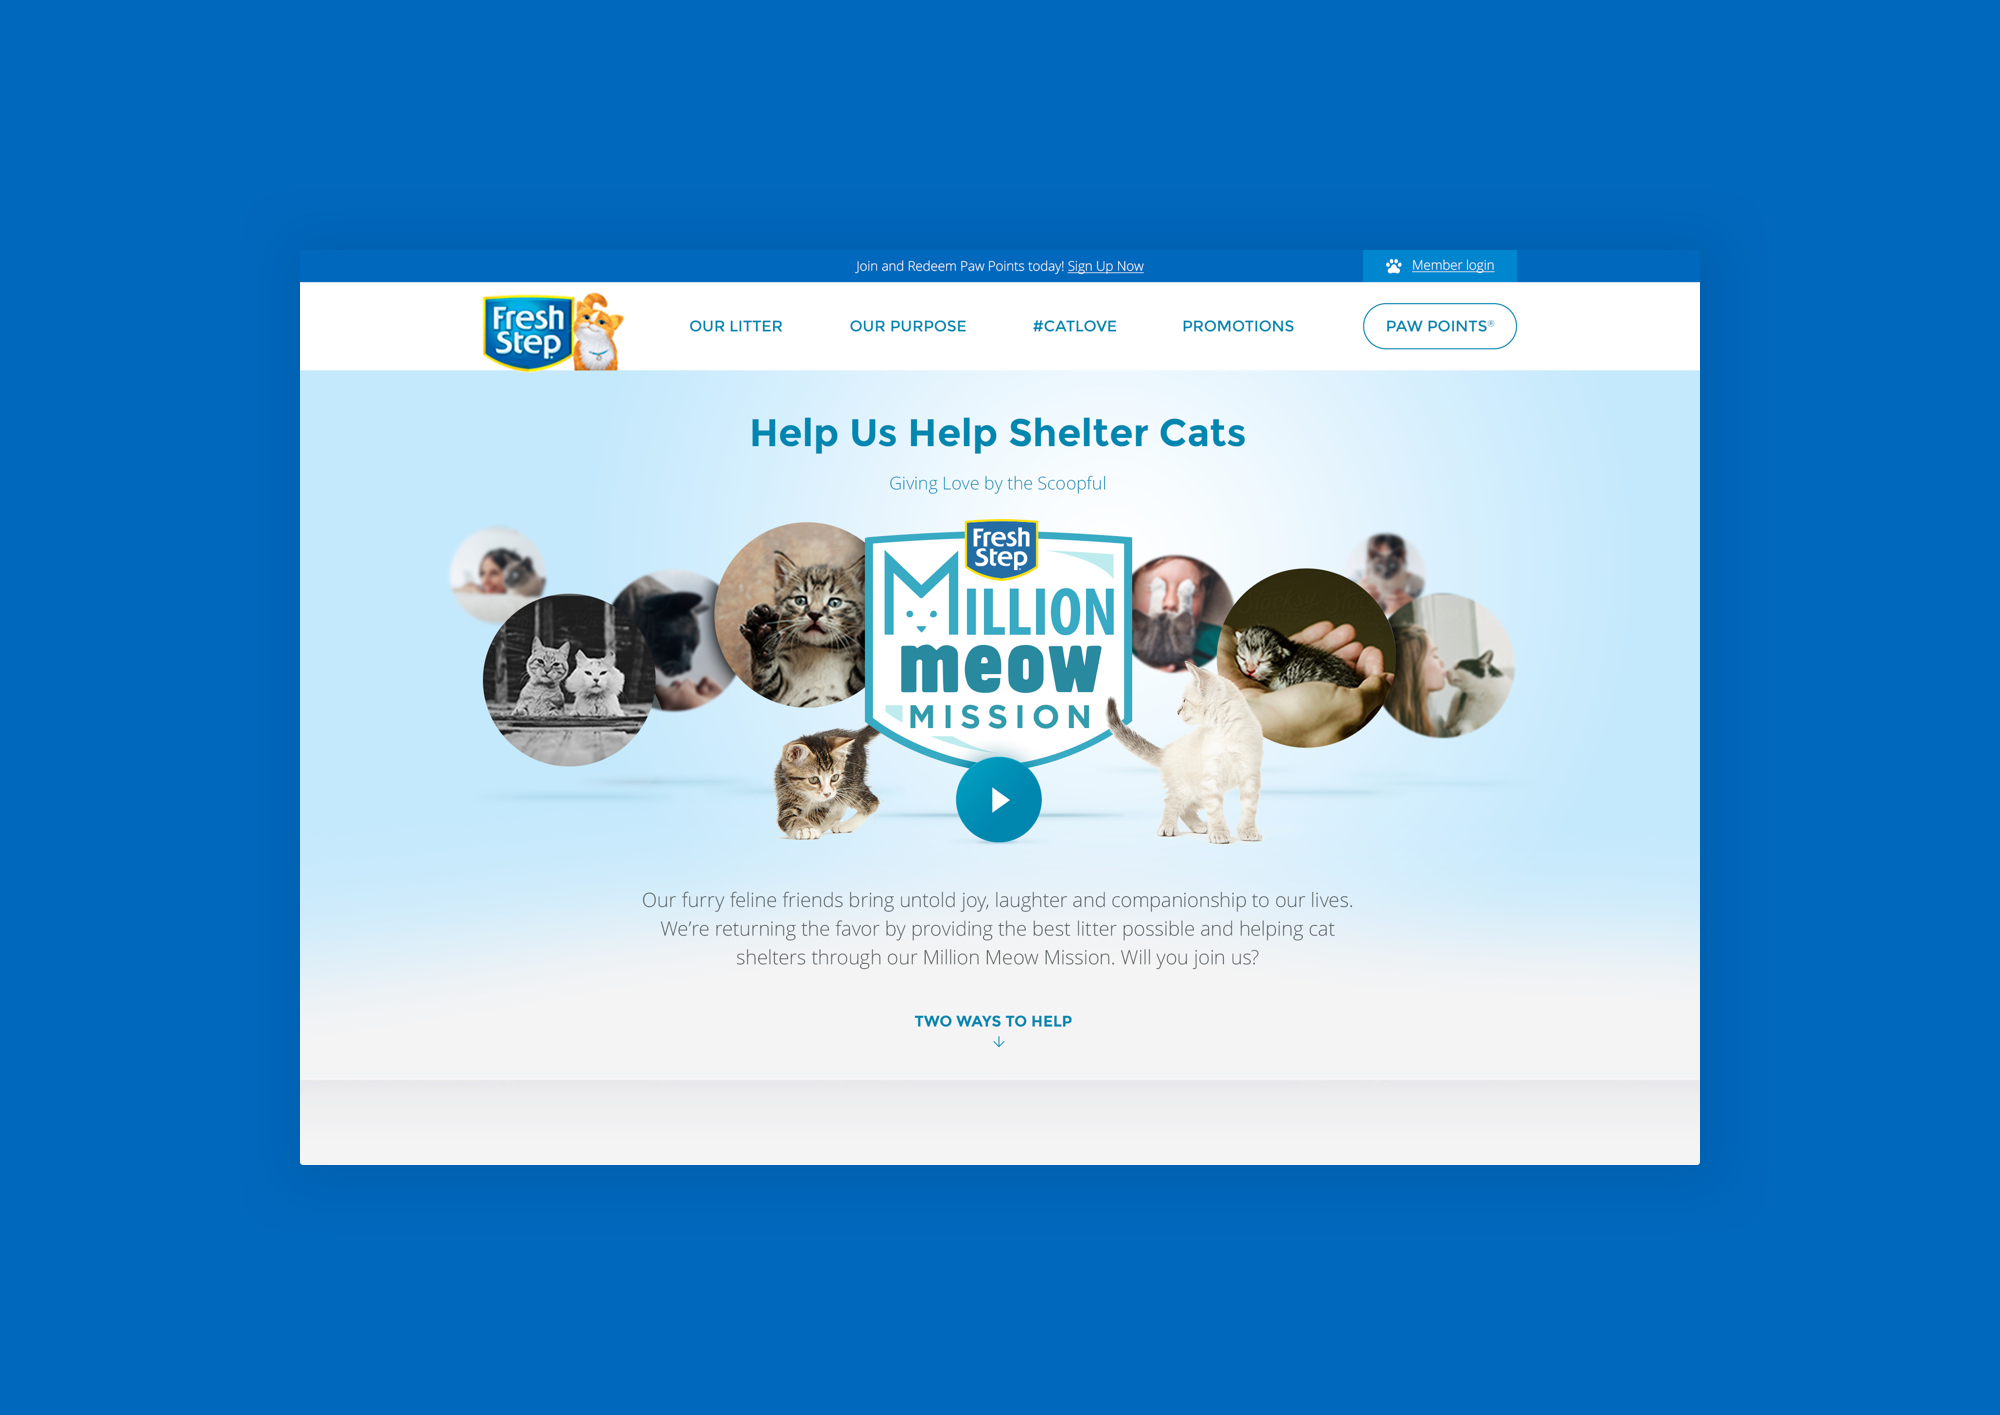 Join and Redeem Paw Points today! Sign Up Now
Member login
Fresh
Step
OUR LITTER
OUR PURPOSE
#CATLOVE
PROMOTIONS
PAW POINTS®
Help Us Help Shelter Cats
Giving Love by the Scoopful
Fresh
Step
MILLION
meow
MISSION
Our furry feline friends bring untold joy, laughter and companionship to our lives.
We’re returning the favor by providing the best litter possible and helping cat
shelters through our Million Meow Mission. Will you join us?
TWO WAYS TO HELP